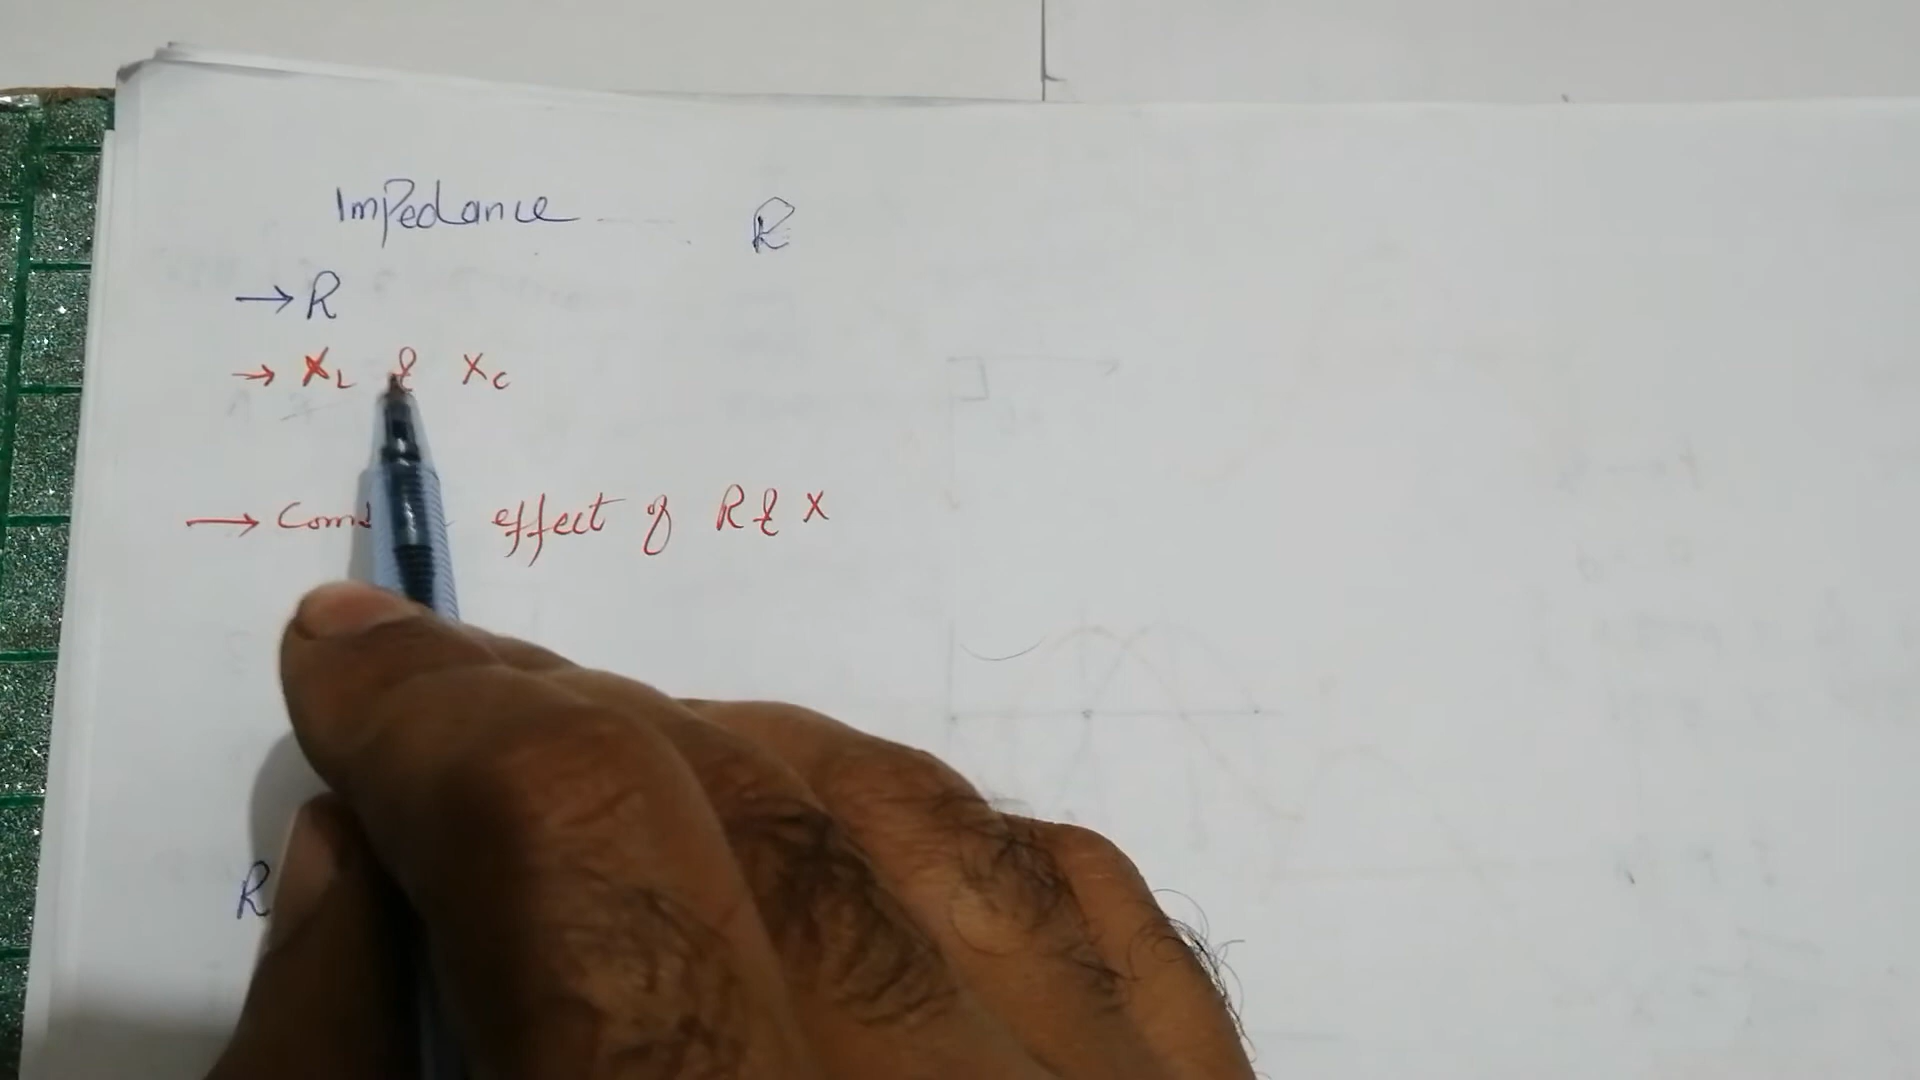 Impedance R
→ R
→ XL & XC
→ effect of R & X
R